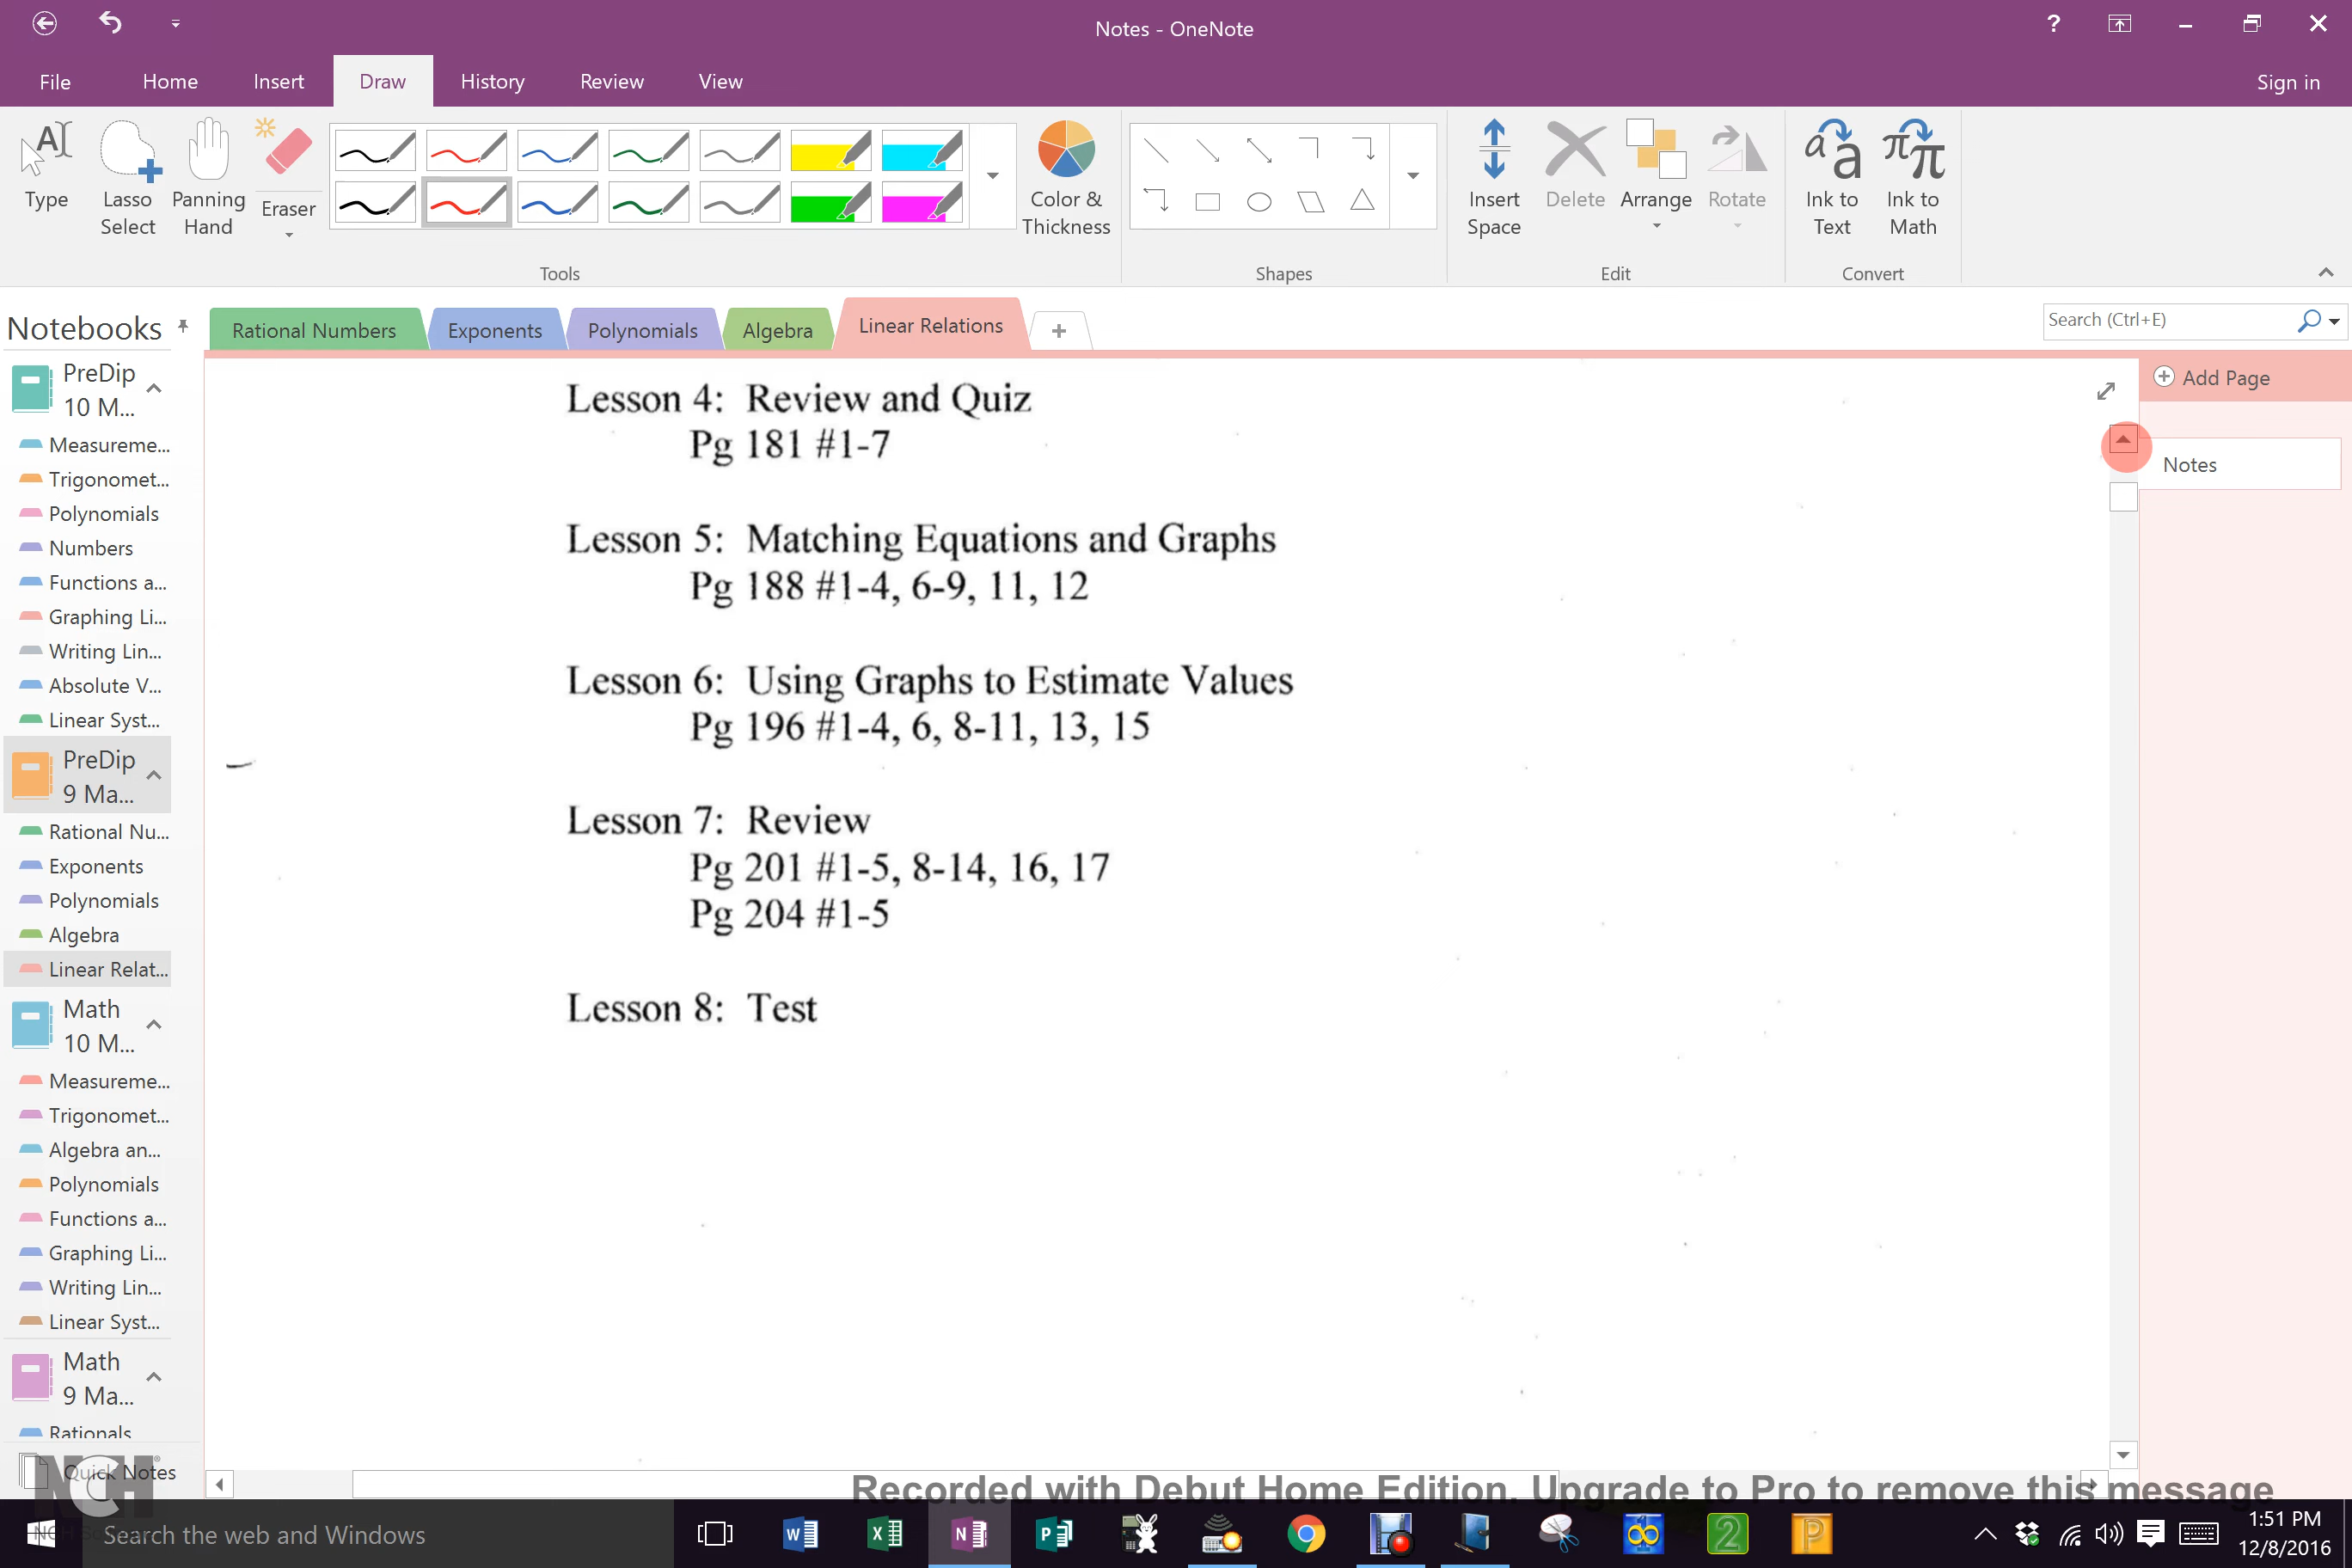 Notes - OneNote
?
File
Home
Insert
Draw
History
Review
View
Sign in
Type
Lasso
Select
Panning
Hand
Eraser
Color &
Thickness
Insert
Space
Delete
Arrange
Rotate
Ink to
Text
Ink to
Math
Tools
Shapes
Edit
Convert
Notebooks
Rational Numbers
Exponents
Polynomials
Algebra
Linear Relations
Search (Ctrl+E)
Add Page
Notes
PreDip
10 M...
Measureme...
Trigonomet...
Polynomials
Numbers
Functions a...
Graphing Li...
Writing Lin...
Absolute V...
Linear Syst...
PreDip
9 Ma...
Rational Nu...
Exponents
Polynomials
Algebra
Linear Relat...
Math
10 M...
Measureme...
Trigonomet...
Algebra an...
Polynomials
Functions a...
Graphing Li...
Writing Lin...
Linear Syst...
Math
9 Ma...
Rationals
Quick Notes
Lesson 4: Review and Quiz
Pg 181 #1-7
Lesson 5: Matching Equations and Graphs
Pg 188 #1-4, 6-9, 11, 12
Lesson 6: Using Graphs to Estimate Values
Pg 196 #1-4, 6, 8-11, 13, 15
Lesson 7: Review
Pg 201 #1-5, 8-14, 16, 17
Pg 204 #1-5
Lesson 8: Test
NCH
Recorded with Debut Home Edition. Upgrade to Pro to remove this message
Search the web and Windows
1:51 PM
12/8/2016